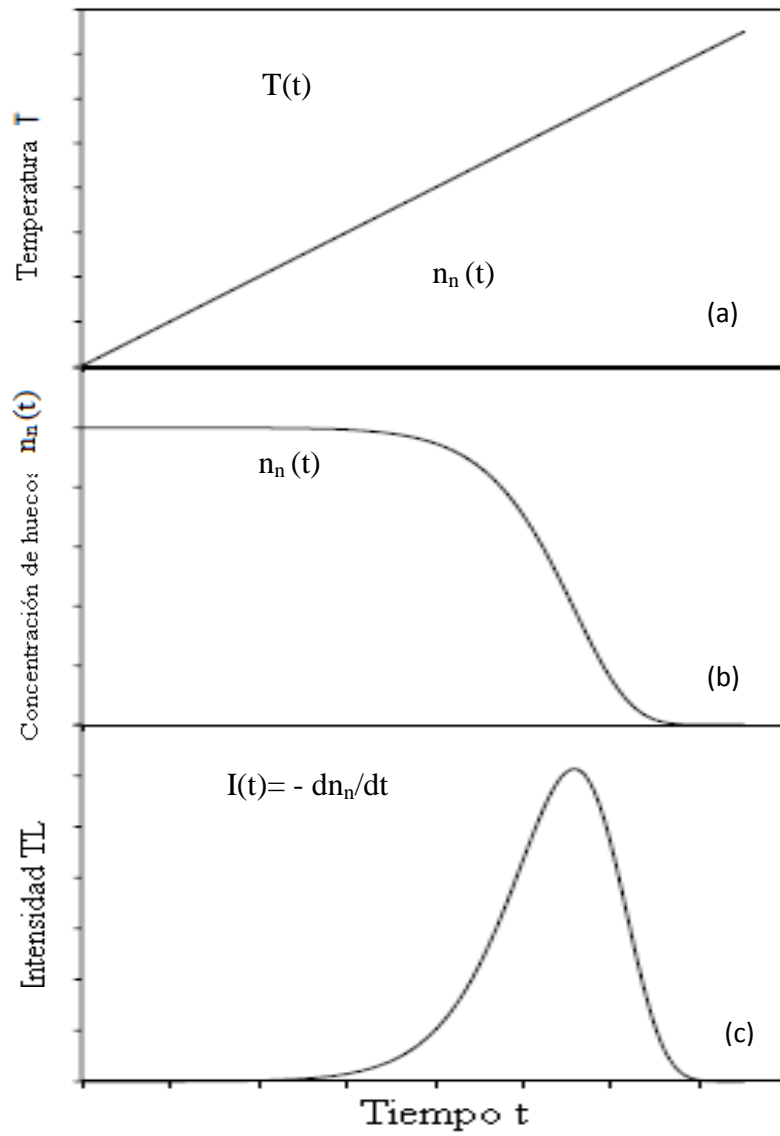 T(t)
Temperatura T
n_n (t)
(a)
Concentración de huecos n_n(t)
n_n (t)
(b)
I(t)= - dn_n/dt
Intensidad TL
(c)
Tiempo t